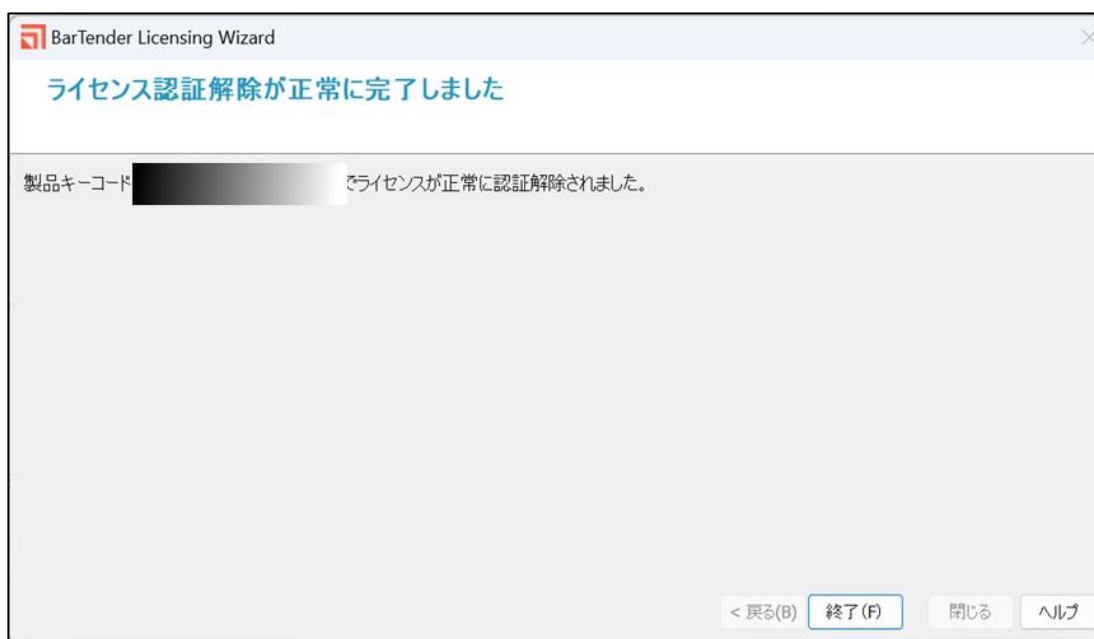 BarTender Licensing Wizard
ライセンス認証解除が正常に完了しました
製品キーコード でライセンスが正常に認証解除されました。
< 戻る(B) 終了(F) 閉じる ヘルプ